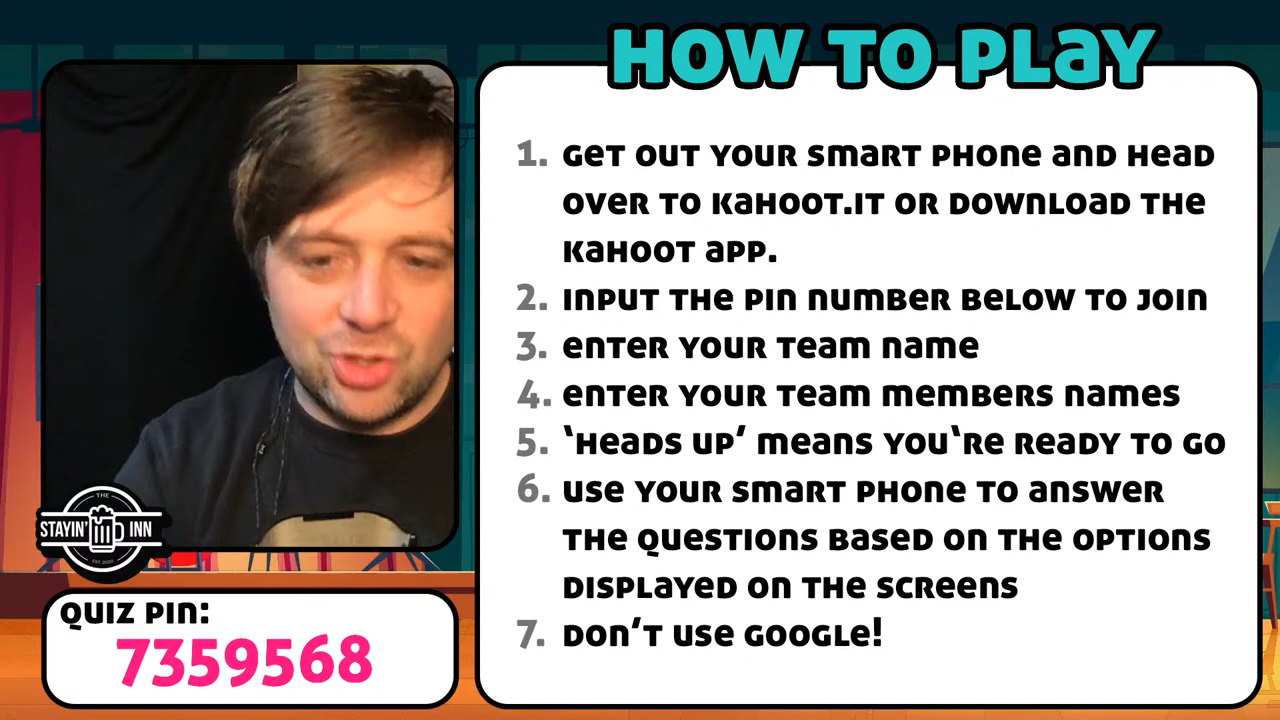 HOW TO PLAY
1. GET OUT YOUR SMART PHONE AND HEAD
OVER TO KAHOOT.IT OR DOWNLOAD THE
KAHOOT APP.
2. INPUT THE PIN NUMBER BELOW TO JOIN
3. ENTER YOUR TEAM NAME
4. ENTER YOUR TEAM MEMBERS NAMES
5. ‘HEADS UP’ MEANS YOU‘RE READY TO GO
6. USE YOUR SMART PHONE TO ANSWER
THE QUESTIONS BASED ON THE OPTIONS
DISPLAYED ON THE SCREENS
7. DON’T USE GOOGLE!
THE
STAYIN' INN
EST. 2020
QUIZ PIN:
7359568